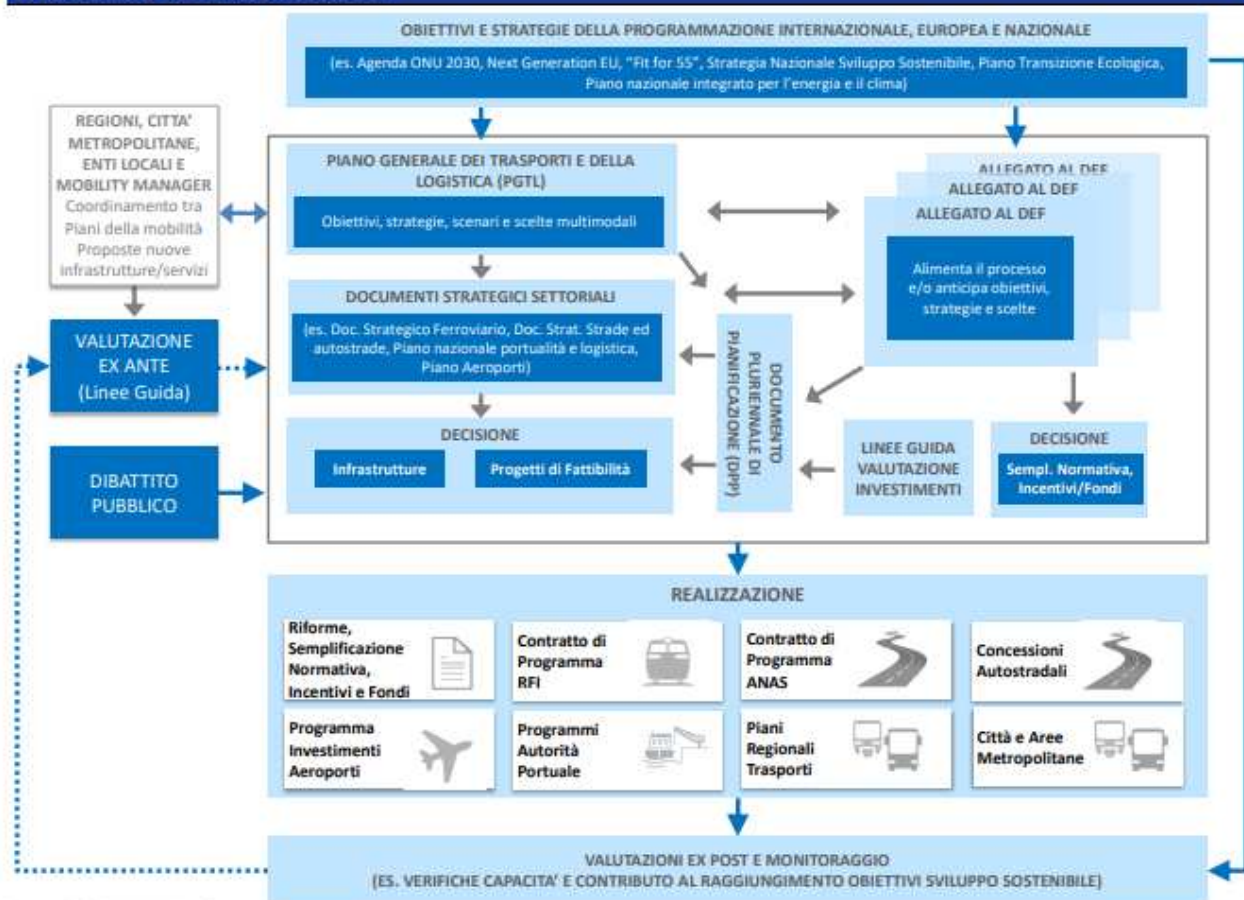 OBIETTIVI E STRATEGIE DELLA PROGRAMMAZIONE INTERNAZIONALE, EUROPEA E NAZIONALE
(es. Agenda ONU 2030, Next Generation EU, "Fit for 55", Strategia Nazionale Sviluppo Sostenibile, Piano Transizione Ecologica,
Piano nazionale integrato per l'energia e il clima)
REGIONI, CITTA'
METROPOLITANE,
ENTI LOCALI E
MOBILITY MANAGER
Coordinamento tra
Piani della mobilità
Proposte nuove
infrastrutture/servizi
PIANO GENERALE DEI TRASPORTI E DELLA
LOGISTICA (PGTL)
Obiettivi, strategie, scenari e scelte multimodali
ALLEGATO AL DEF
ALLEGATO AL DEF
ALLEGATO AL DEF
Alimenta il processo
e/o anticipa obiettivi,
strategie e scelte
DOCUMENTI STRATEGICI SETTORIALI
(es. Doc. Strategico Ferroviario, Doc. Strat. Strade ed
autostrade, Piano nazionale portualità e logistica,
Piano Aeroporti)
VALUTAZIONE
EX ANTE
(Linee Guida)
DOCUMENTO
PLURIENNALE DI
PIANIFICAZIONE (DPP)
DECISIONE
Infrastrutture
Progetti di Fattibilità
LINEE GUIDA
VALUTAZIONE
INVESTIMENTI
DECISIONE
Sempl. Normativa,
Incentivi/Fondi
DIBATTITO
PUBBLICO
REALIZZAZIONE
Riforme,
Semplificazione
Normativa,
Incentivi e Fondi
Contratto di
Programma
RFI
Contratto di
Programma
ANAS
Concessioni
Autostradali
Programma
Investimenti
Aeroporti
Programmi
Autorità
Portuale
Piani
Regionali
Trasporti
Città e Aree
Metropolitane
VALUTAZIONI EX POST E MONITORAGGIO
(ES. VERIFICHE CAPACITA' E CONTRIBUTO AL RAGGIUNGIMENTO OBIETTIVI SVILUPPO SOSTENIBILE)